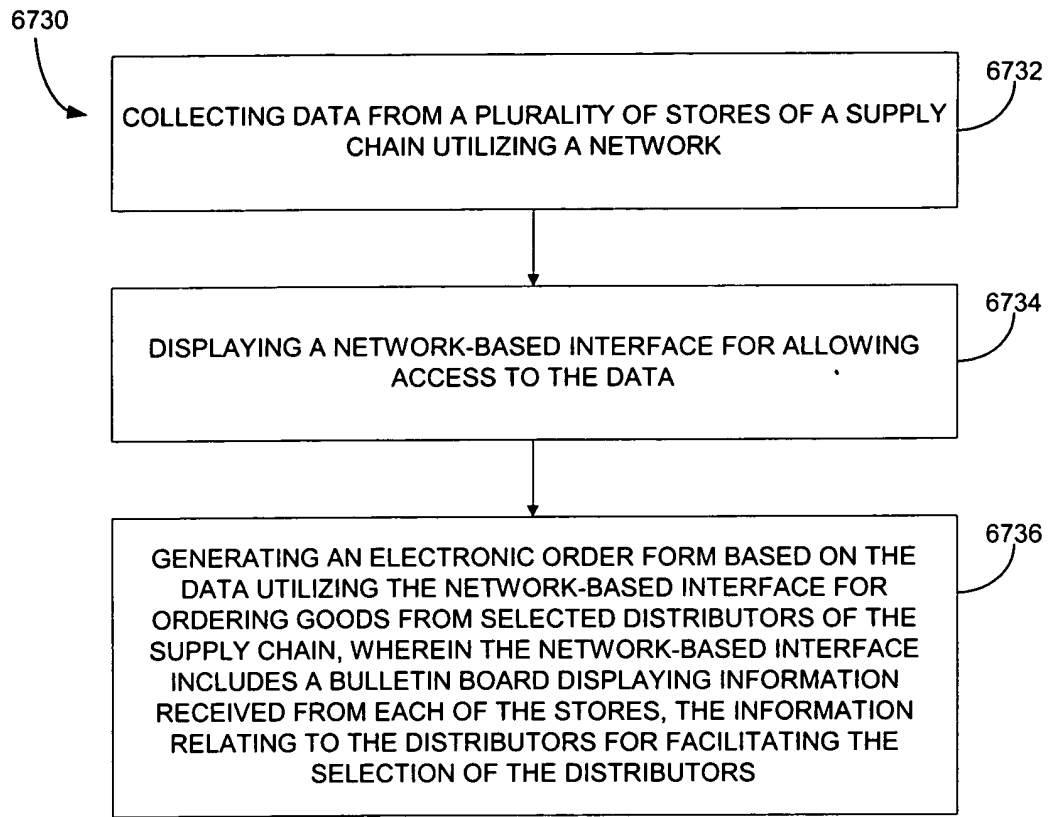 6730
6732
COLLECTING DATA FROM A PLURALITY OF STORES OF A SUPPLY
CHAIN UTILIZING A NETWORK
6734
DISPLAYING A NETWORK-BASED INTERFACE FOR ALLOWING
ACCESS TO THE DATA
6736
GENERATING AN ELECTRONIC ORDER FORM BASED ON THE
DATA UTILIZING THE NETWORK-BASED INTERFACE FOR
ORDERING GOODS FROM SELECTED DISTRIBUTORS OF THE
SUPPLY CHAIN, WHEREIN THE NETWORK-BASED INTERFACE
INCLUDES A BULLETIN BOARD DISPLAYING INFORMATION
RECEIVED FROM EACH OF THE STORES, THE INFORMATION
RELATING TO THE DISTRIBUTORS FOR FACILITATING THE
SELECTION OF THE DISTRIBUTORS